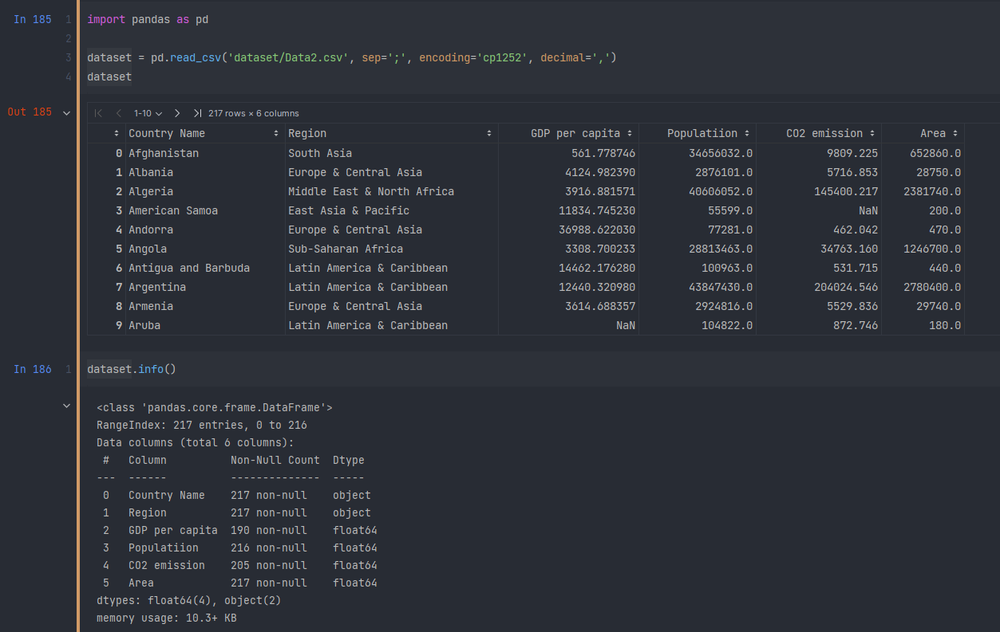 In 185 1 import pandas as pd
2
3 dataset = pd.read_csv('dataset/Data2.csv', sep=';', encoding='cp1252', decimal=',')
4 dataset
Out 185 1-10 217 rows × 6 columns
Country Name Region GDP per capita Populatiion CO2 emission Area
0 Afghanistan South Asia 561.778746 34656032.0 9809.225 652860.0
1 Albania Europe & Central Asia 4124.982390 2876101.0 5716.853 28750.0
2 Algeria Middle East & North Africa 3916.881571 40606052.0 145400.217 2381740.0
3 American Samoa East Asia & Pacific 11834.745230 55599.0 NaN 200.0
4 Andorra Europe & Central Asia 36988.622030 77281.0 462.042 470.0
5 Angola Sub-Saharan Africa 3308.700233 28813463.0 34763.160 1246700.0
6 Antigua and Barbuda Latin America & Caribbean 14462.176280 100963.0 531.715 440.0
7 Argentina Latin America & Caribbean 12440.320980 43847430.0 204024.546 2780400.0
8 Armenia Europe & Central Asia 3614.688357 2924816.0 5529.836 29740.0
9 Aruba Latin America & Caribbean NaN 104822.0 872.746 180.0
In 186 1 dataset.info()
<class 'pandas.core.frame.DataFrame'>
RangeIndex: 217 entries, 0 to 216
Data columns (total 6 columns):
#   Column          Non-Null Count  Dtype
---  ------          --------------  -----
0   Country Name    217 non-null    object
1   Region          217 non-null    object
2   GDP per capita  190 non-null    float64
3   Populatiion     216 non-null    float64
4   CO2 emission    205 non-null    float64
5   Area            217 non-null    float64
dtypes: float64(4), object(2)
memory usage: 10.3+ KB